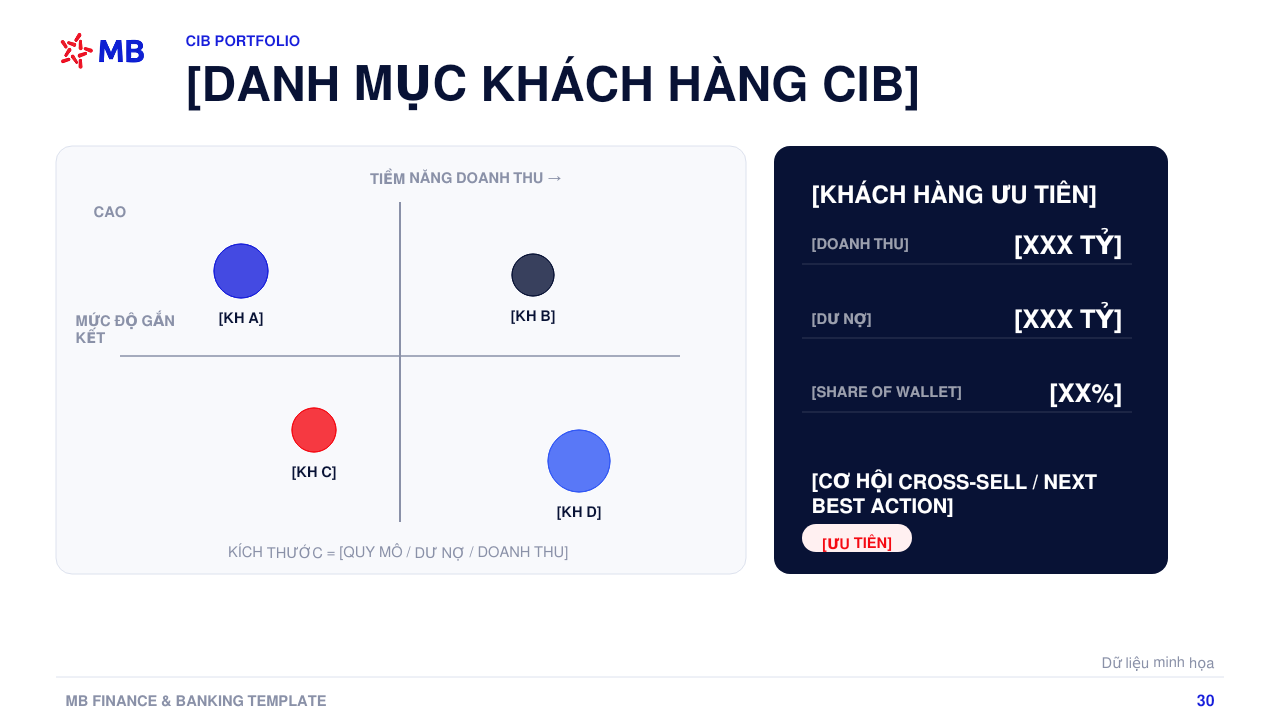 MB
CIB PORTFOLIO
[DANH MỤC KHÁCH HÀNG CIB]
TIỀM NĂNG DOANH THU →
CAO
[KH A]
[KH B]
MỨC ĐỘ GẮN
KẾT
[KH C]
[KH D]
KÍCH THƯỚC = [QUY MÔ / DƯ NỢ / DOANH THU]
[KHÁCH HÀNG ƯU TIÊN]
[DOANH THU] [XXX TỶ]
[DƯ NỢ] [XXX TỶ]
[SHARE OF WALLET] [XX%]
[CƠ HỘI CROSS-SELL / NEXT
BEST ACTION]
[ƯU TIÊN]
Dữ liệu minh họa
MB FINANCE & BANKING TEMPLATE
30